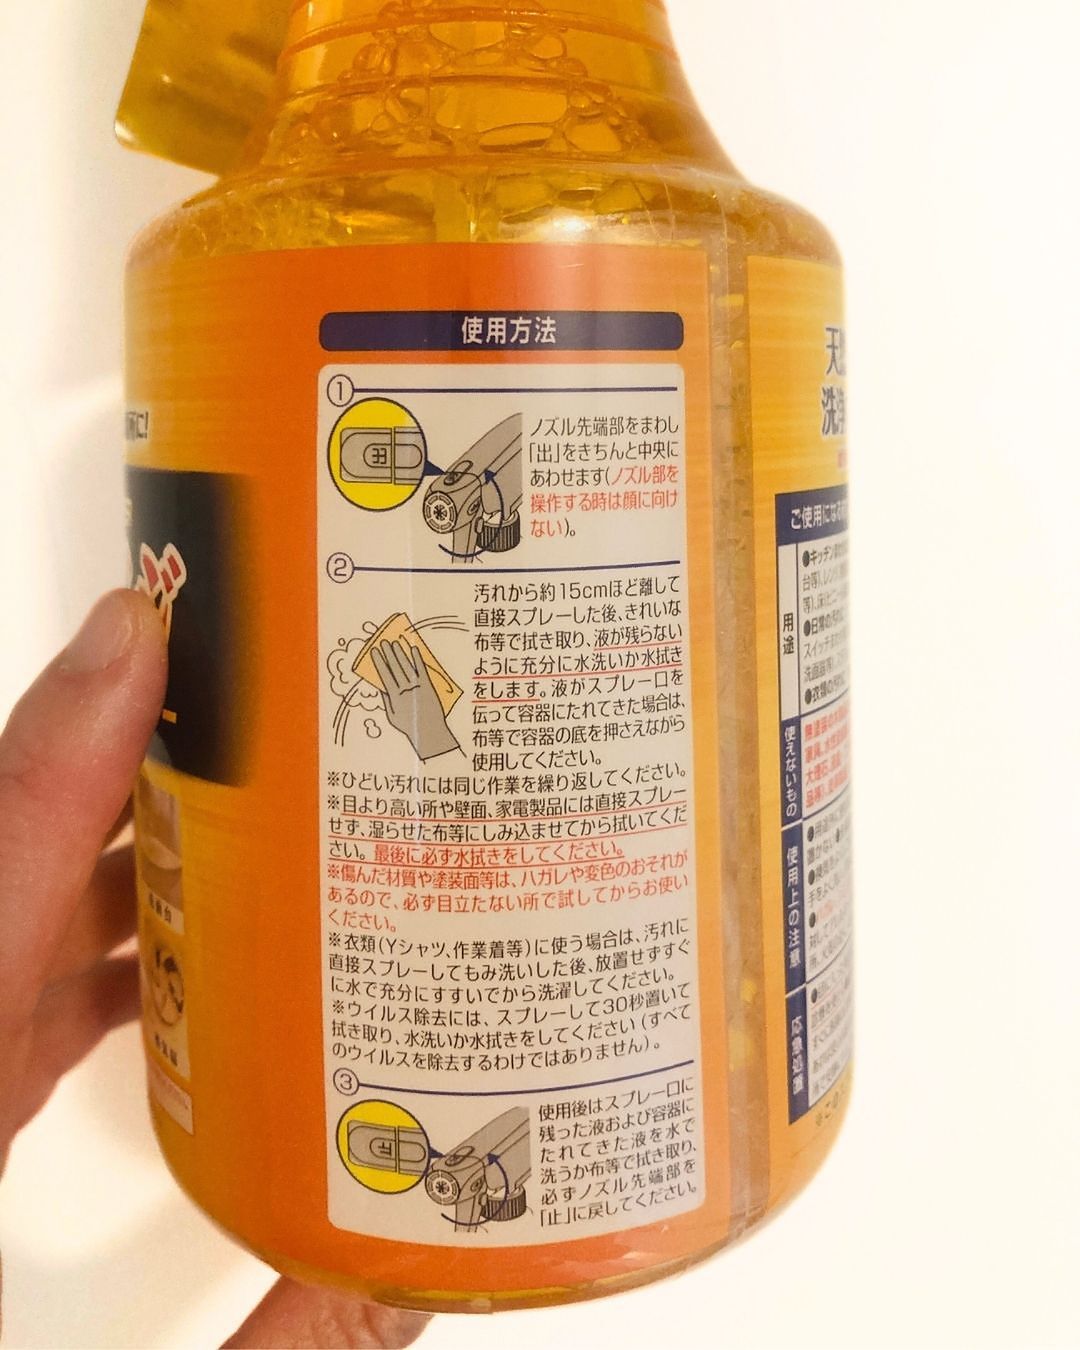 使用方法
①
出
ノズル先端部をまわし
「出」をきちんと中央に
あわせます(ノズル部を
操作する時は顔に向け
ない)。
②
汚れから約15cmほど離して
直接スプレーした後、きれいな
布等で拭き取り、液が残らない
ように充分に水洗いか水拭き
をします。液がスプレー口を
伝って容器にたれてきた場合は、
布等で容器の底を押さえながら
使用してください。
※ひどい汚れには同じ作業を繰り返してください。
※目より高い所や壁面、家電製品には直接スプレー
せず、湿らせた布等にしみ込ませてから拭いてくだ
さい。最後に必ず水拭きをしてください。
※傷んだ材質や塗装面等は、ハガレや変色のおそれが
あるので、必ず目立たない所で試してからお使い
ください。
※衣類(Yシャツ、作業着等)に使う場合は、汚れに
直接スプレーしてもみ洗いした後、放置せずすぐ
に水で充分にすすいでから洗濯してください。
※ウイルス除去には、スプレーして30秒置いて
拭き取り、水洗いか水拭きをしてください(すべて
のウイルスを除去するわけではありません)。
③
止
使用後はスプレー口に
残った液および容器に
たれてきた液を水で
洗うか布等で拭き取り、
必ずノズル先端部を
「止」に戻してください。
洗浄
ご使用になる
用途
●キッチン
●日常の汚れ
スイッチ
●衣類の汚れ
使えないもの
使用上の注意
応急処置